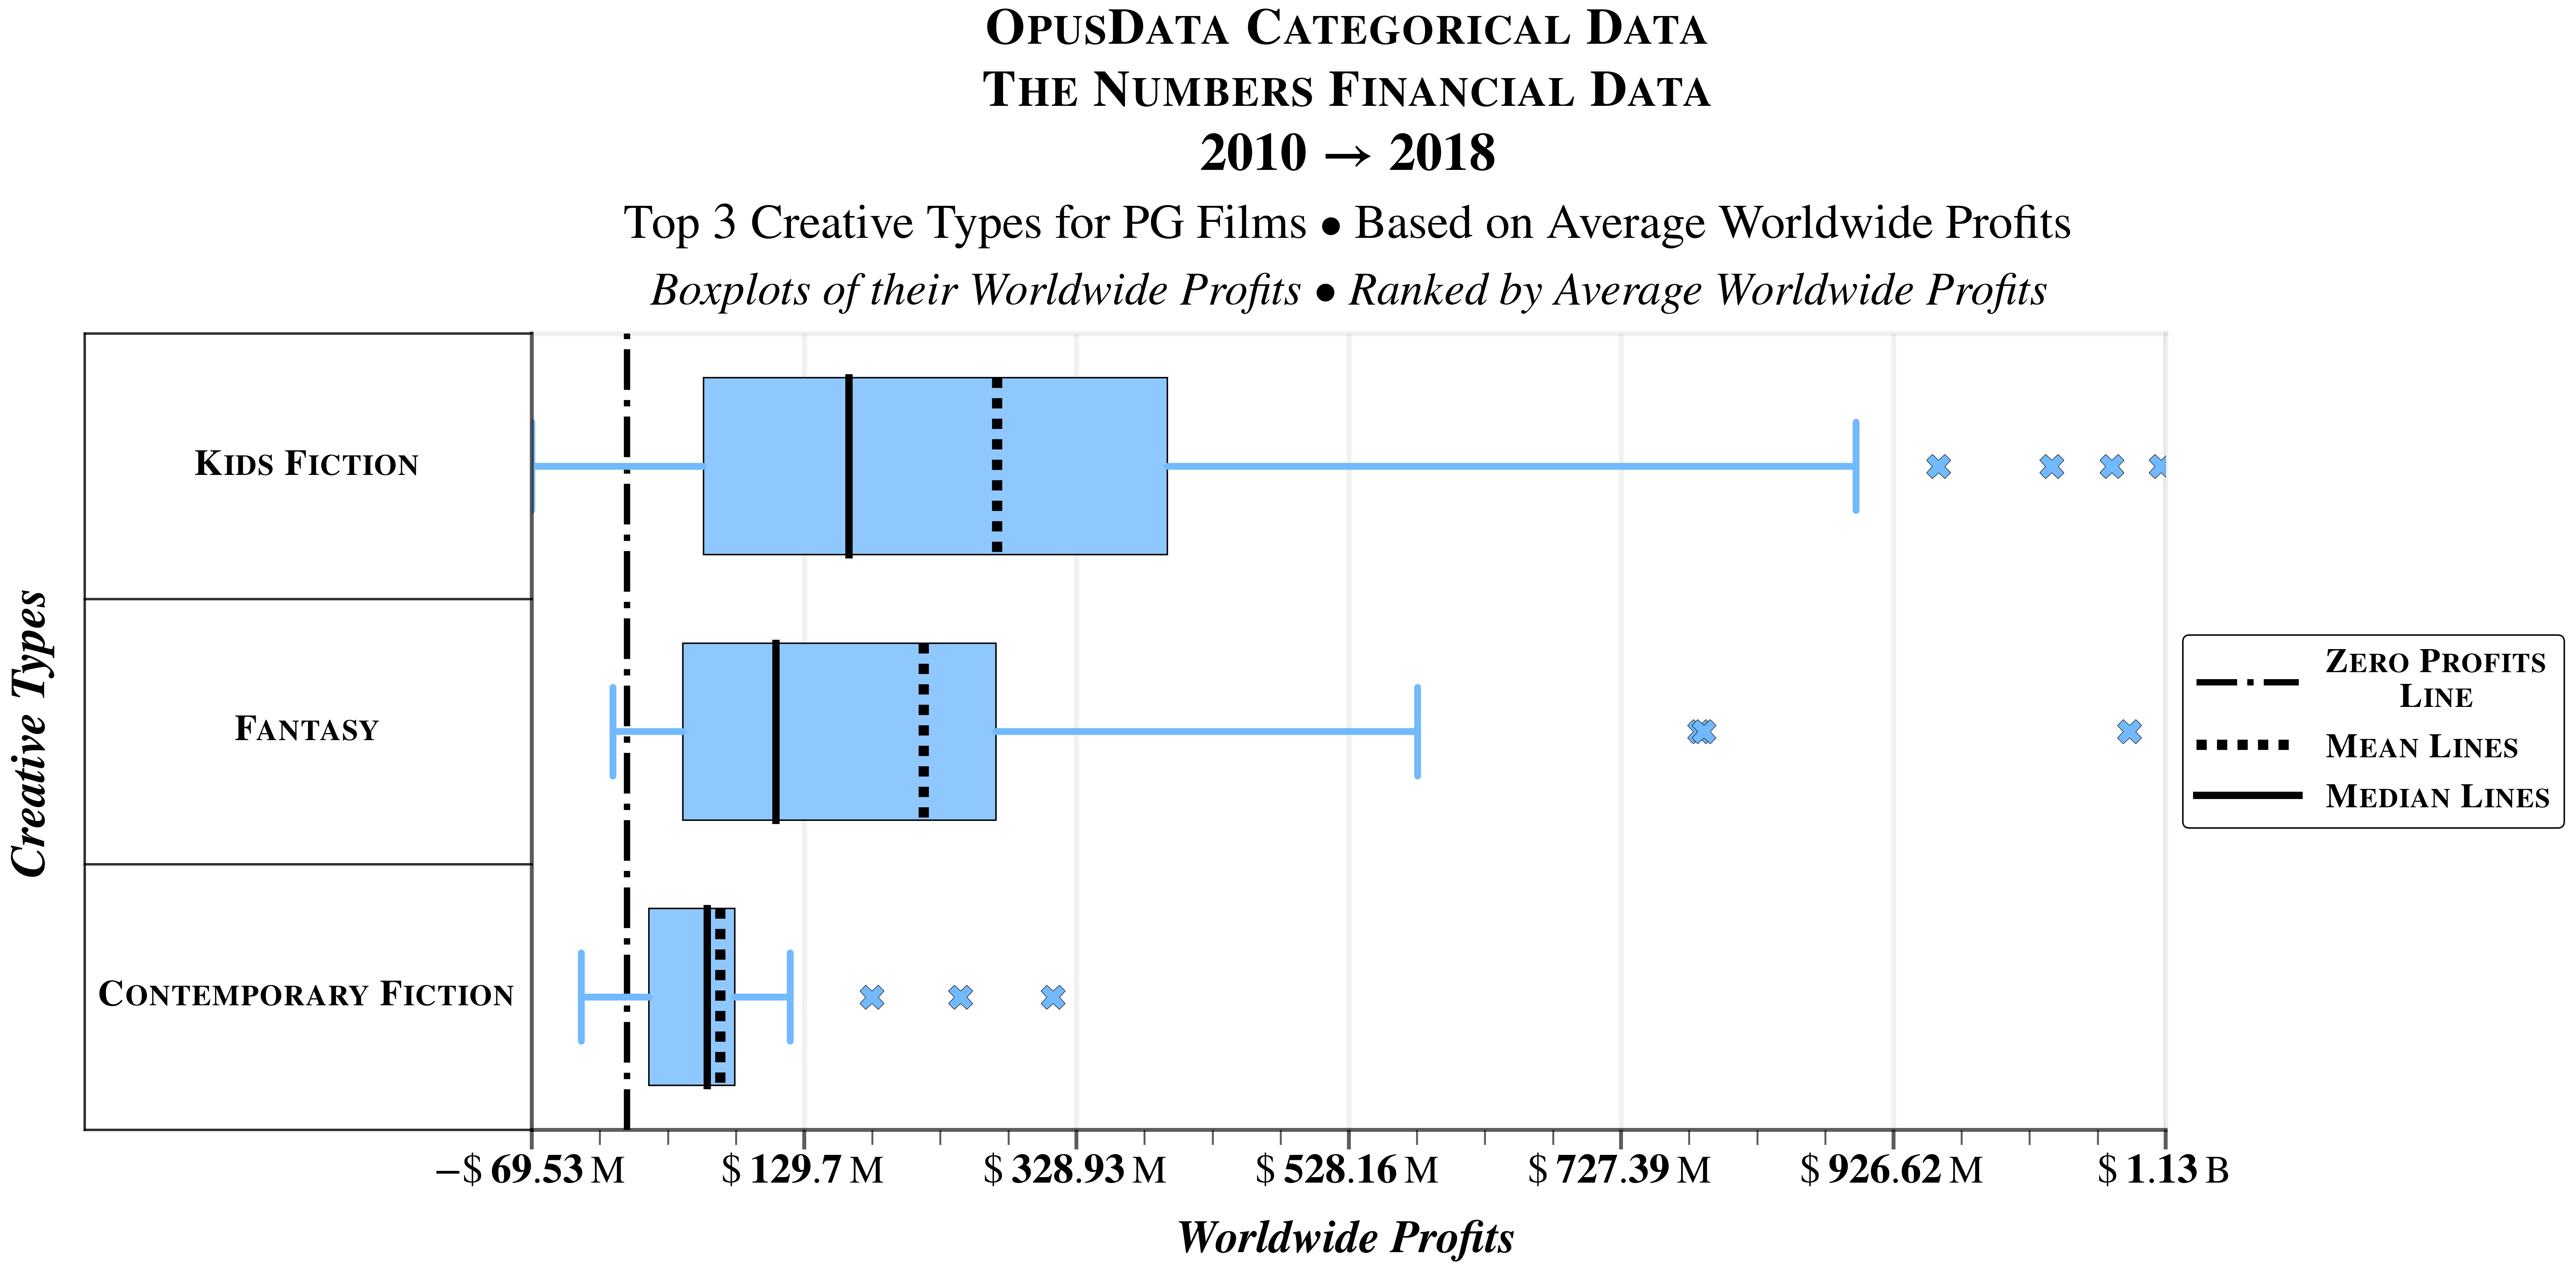 OpusData Categorical Data
The Numbers Financial Data
2010 → 2018
Top 3 Creative Types for PG Films ● Based on Average Worldwide Profits
Boxplots of their Worldwide Profits ● Ranked by Average Worldwide Profits
Creative Types
Kids Fiction
Fantasy
Contemporary Fiction
Zero Profits
Line
Mean Lines
Median Lines
−$ 69.53 M $ 129.7 M $ 328.93 M $ 528.16 M $ 727.39 M $ 926.62 M $ 1.13 B
Worldwide Profits